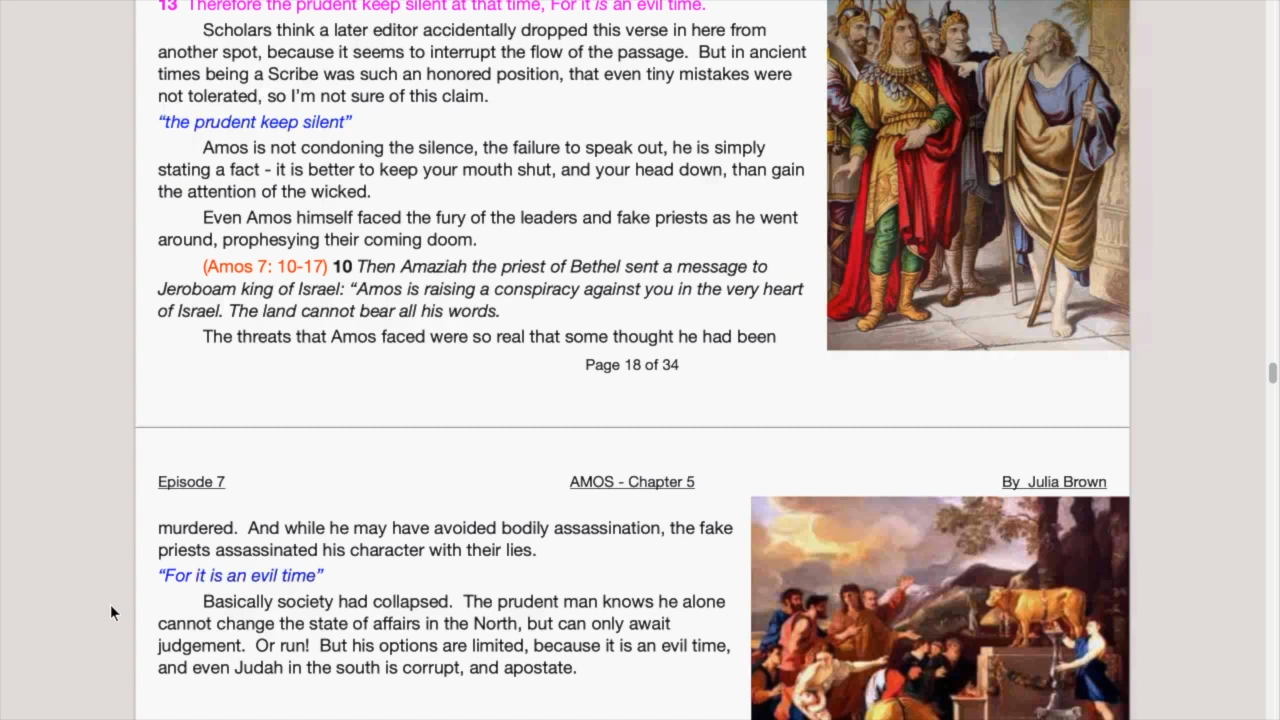 13 Therefore the prudent keep silent at that time, For it is an evil time.
Scholars think a later editor accidentally dropped this verse in here from
another spot, because it seems to interrupt the flow of the passage. But in ancient
times being a Scribe was such an honored position, that even tiny mistakes were
not tolerated, so I'm not sure of this claim.
“the prudent keep silent”
Amos is not condoning the silence, the failure to speak out, he is simply
stating a fact - it is better to keep your mouth shut, and your head down, than gain
the attention of the wicked.
Even Amos himself faced the fury of the leaders and fake priests as he went
around, prophesying their coming doom.
(Amos 7: 10-17) 10 Then Amaziah the priest of Bethel sent a message to
Jeroboam king of Israel: “Amos is raising a conspiracy against you in the very heart
of Israel. The land cannot bear all his words.
The threats that Amos faced were so real that some thought he had been
Page 18 of 34
Episode 7 AMOS - Chapter 5 By Julia Brown
murdered. And while he may have avoided bodily assassination, the fake
priests assassinated his character with their lies.
“For it is an evil time”
Basically society had collapsed. The prudent man knows he alone
cannot change the state of affairs in the North, but can only await
judgement. Or run! But his options are limited, because it is an evil time,
and even Judah in the south is corrupt, and apostate.